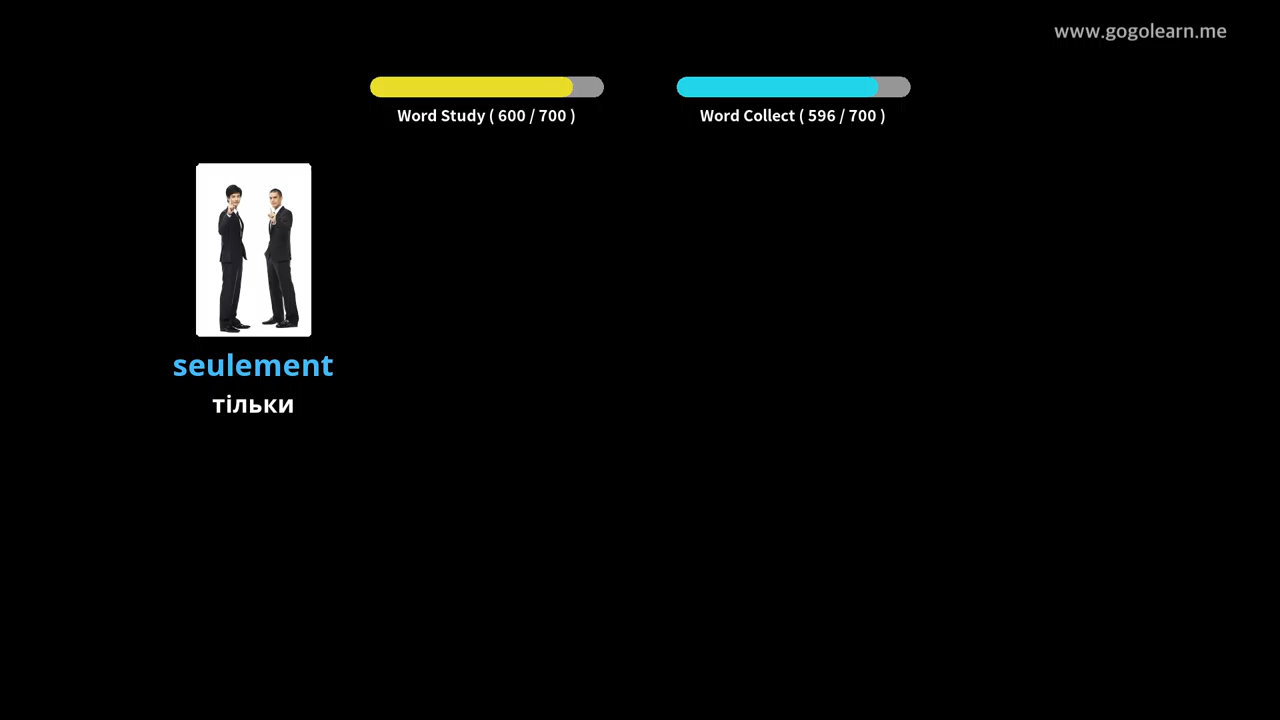 www.gogolearn.me
Word Study ( 600 / 700 )
Word Collect ( 596 / 700 )
seulement
тільки